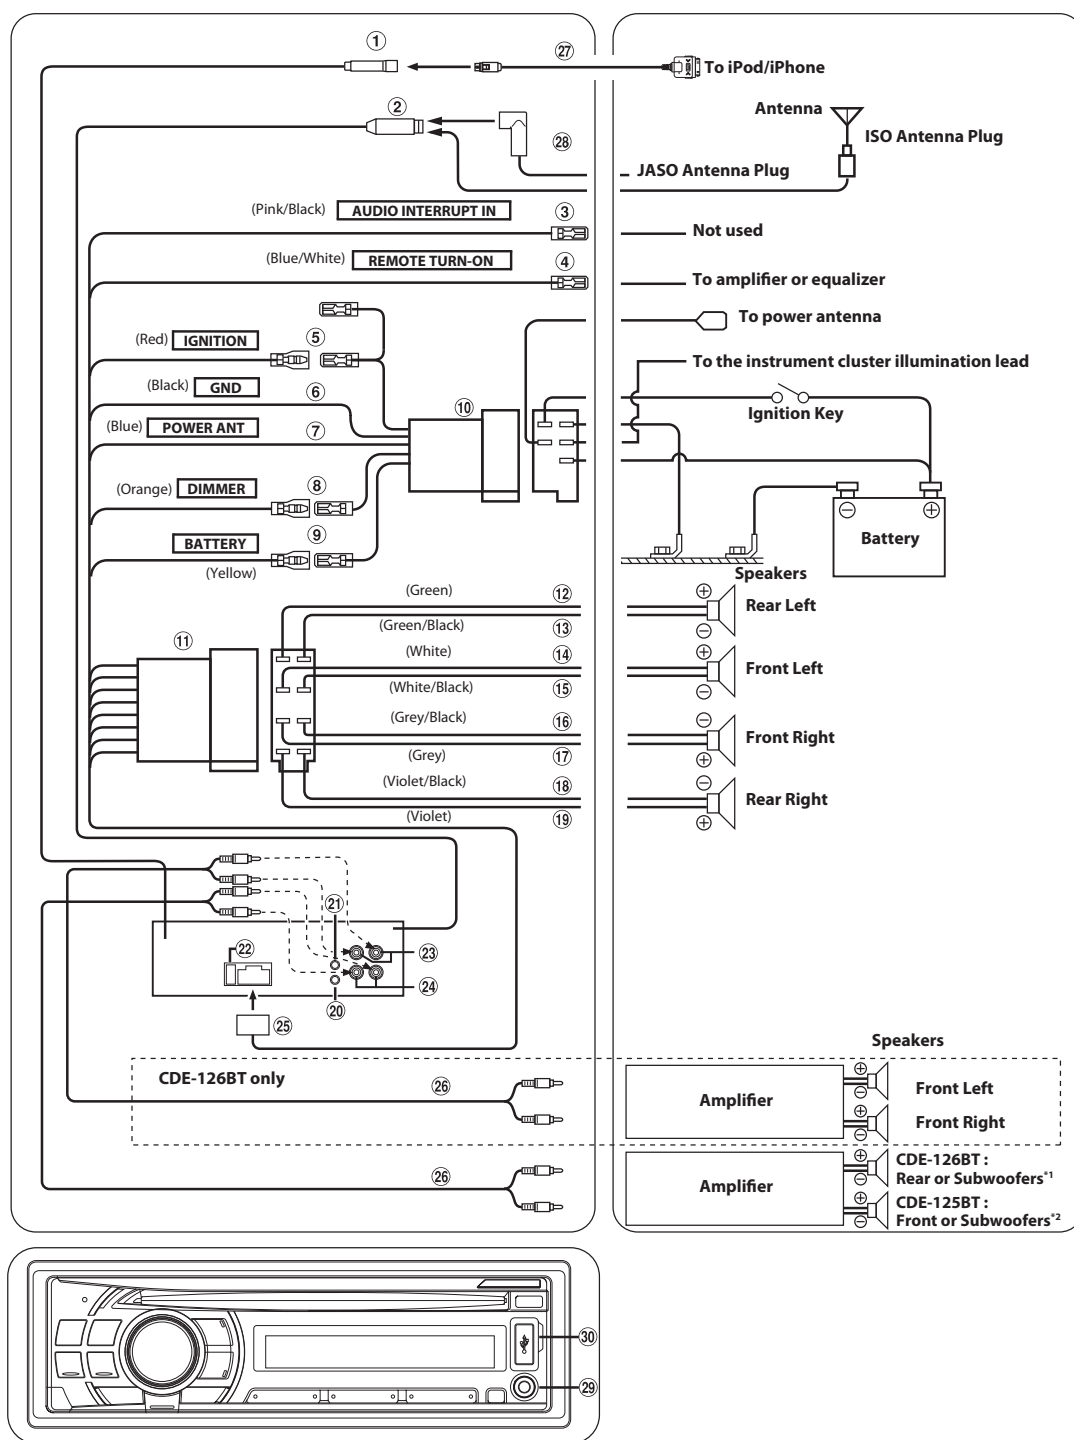 ①
㉗
To iPod/iPhone
②
Antenna
ISO Antenna Plug
㉘
JASO Antenna Plug
(Pink/Black) AUDIO INTERRUPT IN ③
Not used
(Blue/White) REMOTE TURN-ON ④
To amplifier or equalizer
To power antenna
(Red) IGNITION ⑤
To the instrument cluster illumination lead
(Black) GND ⑥
⑩
Ignition Key
(Blue) POWER ANT ⑦
(Orange) DIMMER ⑧
BATTERY ⑨
(Yellow)
Battery
Speakers
(Green) ⑫
Rear Left
(Green/Black) ⑬
⑪
(White) ⑭
Front Left
(White/Black) ⑮
(Grey/Black) ⑯
Front Right
(Grey) ⑰
(Violet/Black) ⑱
Rear Right
(Violet) ⑲
㉑
㉒
㉓
㉔
⑳
㉕
Speakers
CDE-126BT only
㉖
Amplifier
Front Left
Front Right
㉖
Amplifier
CDE-126BT :
Rear or Subwoofers*1
CDE-125BT :
Front or Subwoofers*2
㉚
㉙